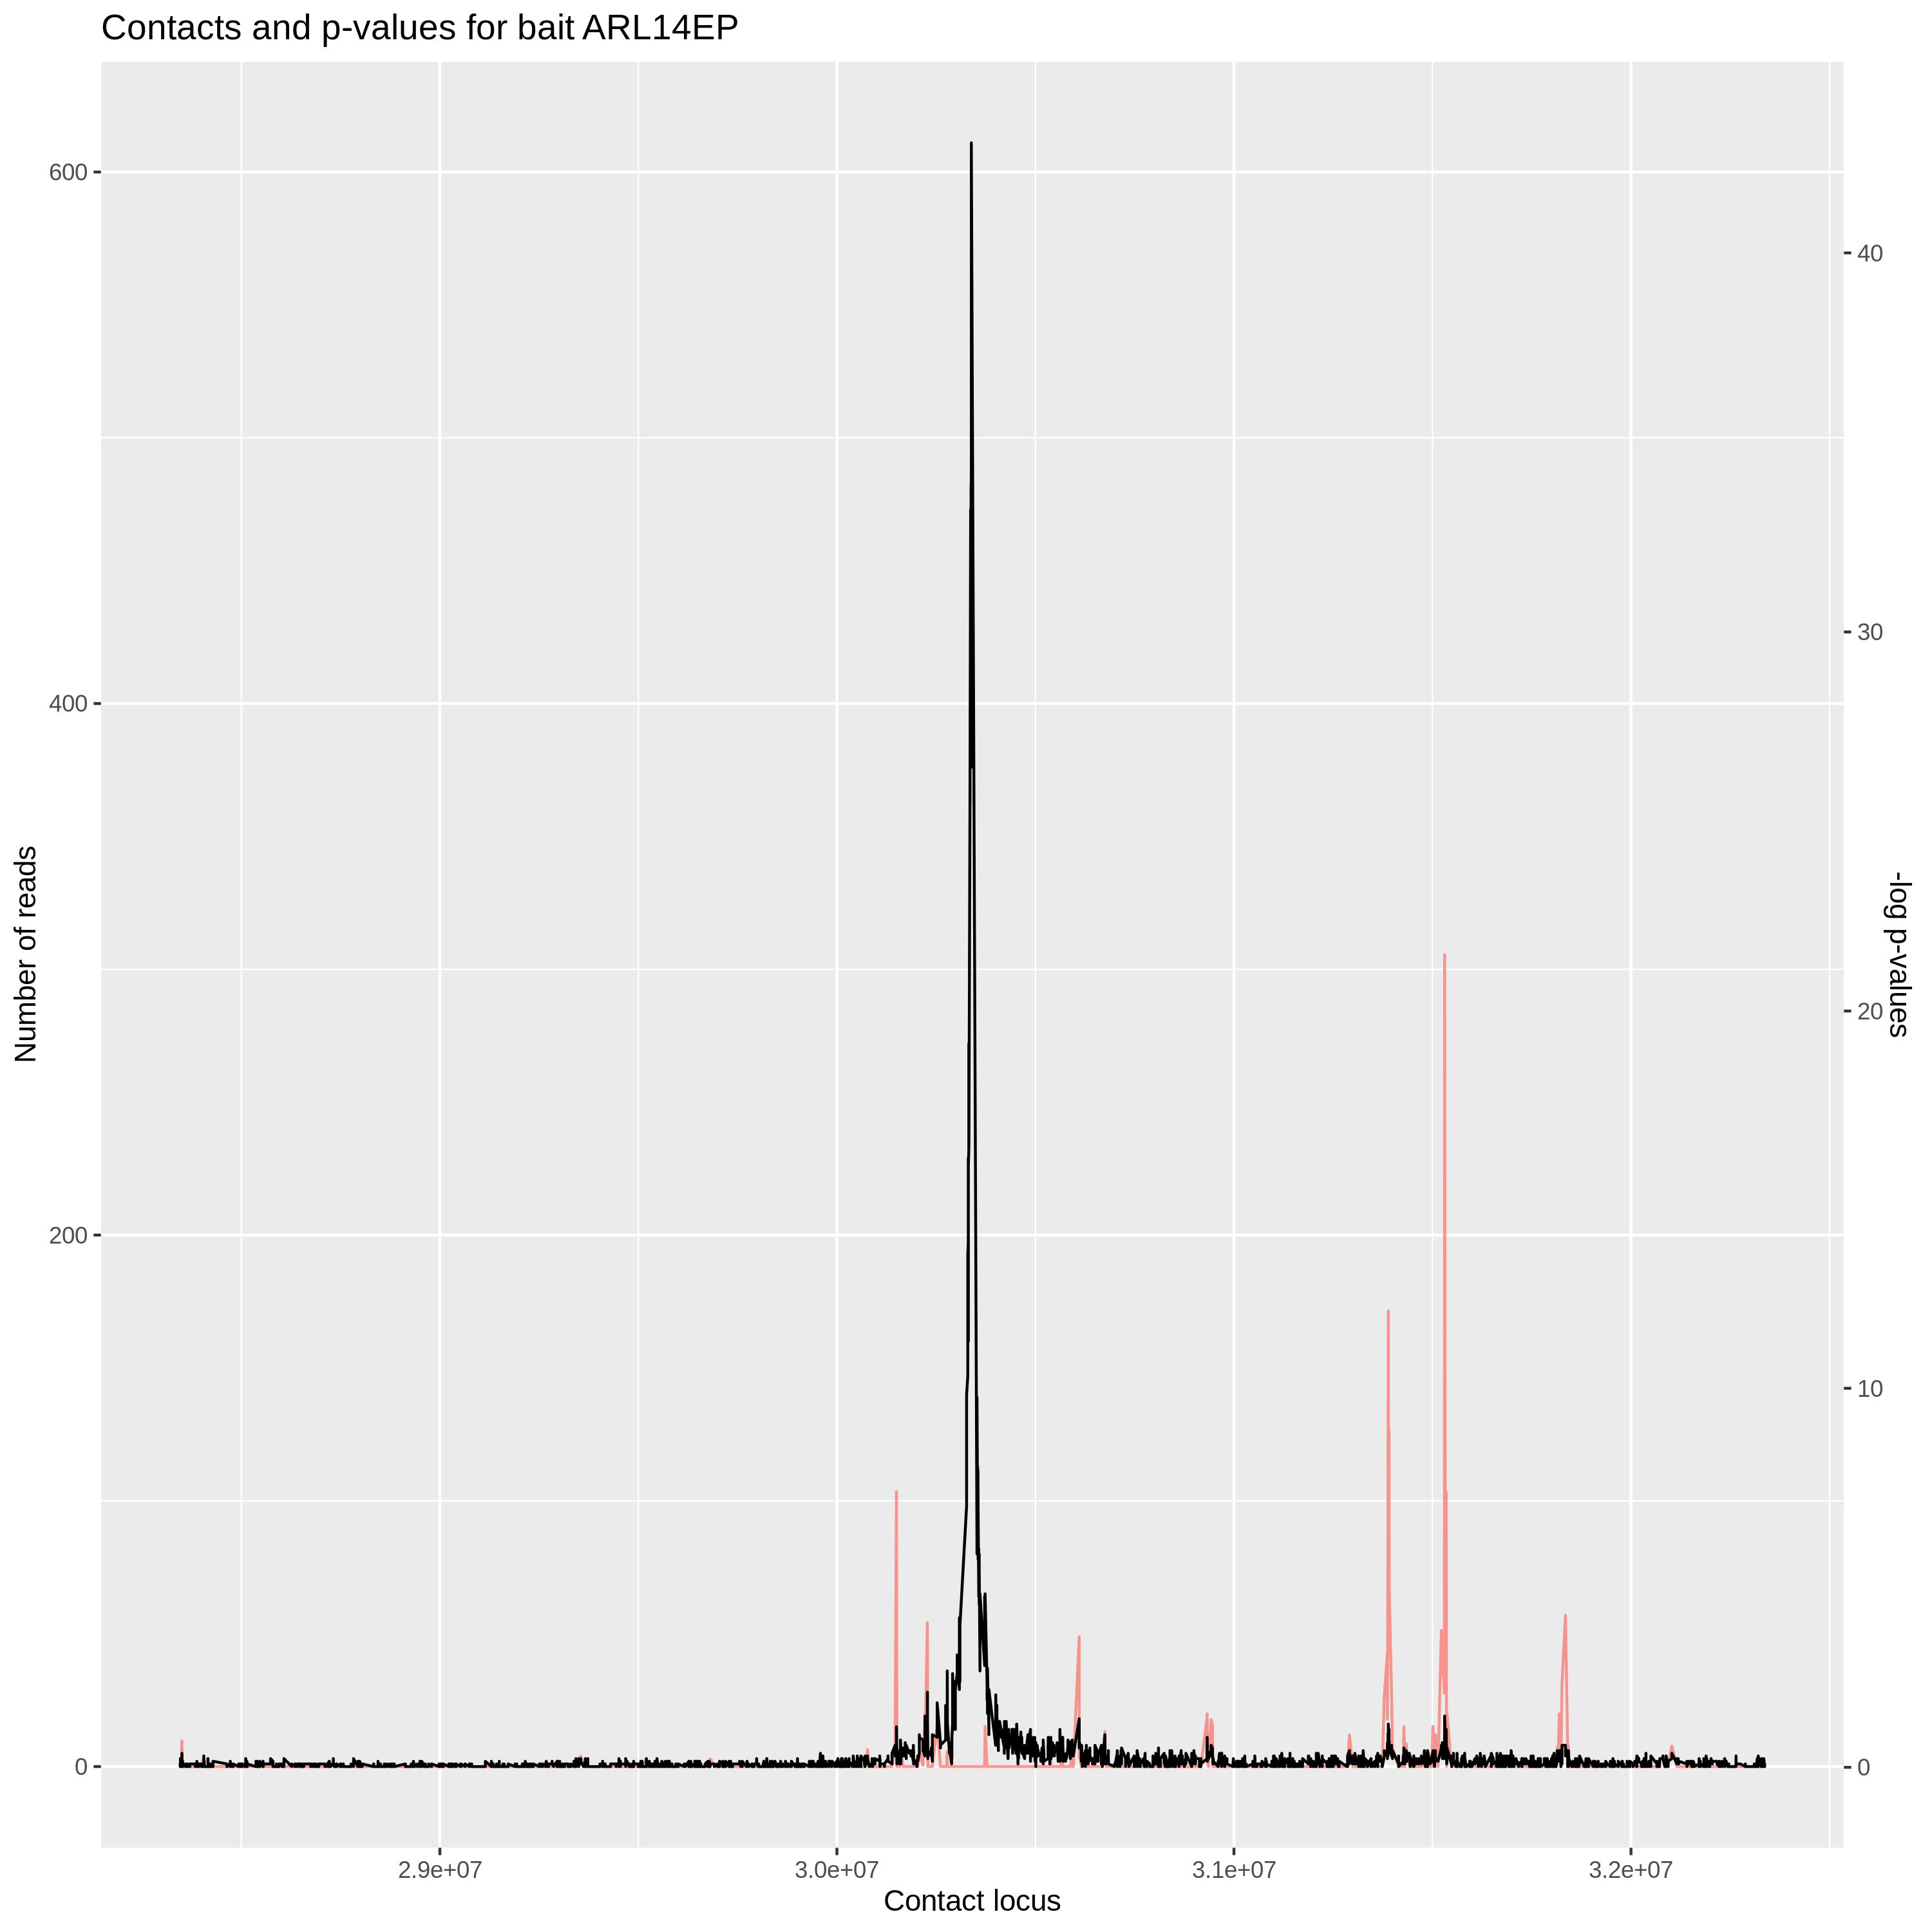 Contacts and p-values for bait ARL14EP
600
400
200
0
Number of reads
40
30
20
10
0
-log p-values
2.9e+07
3.0e+07
3.1e+07
3.2e+07
Contact locus